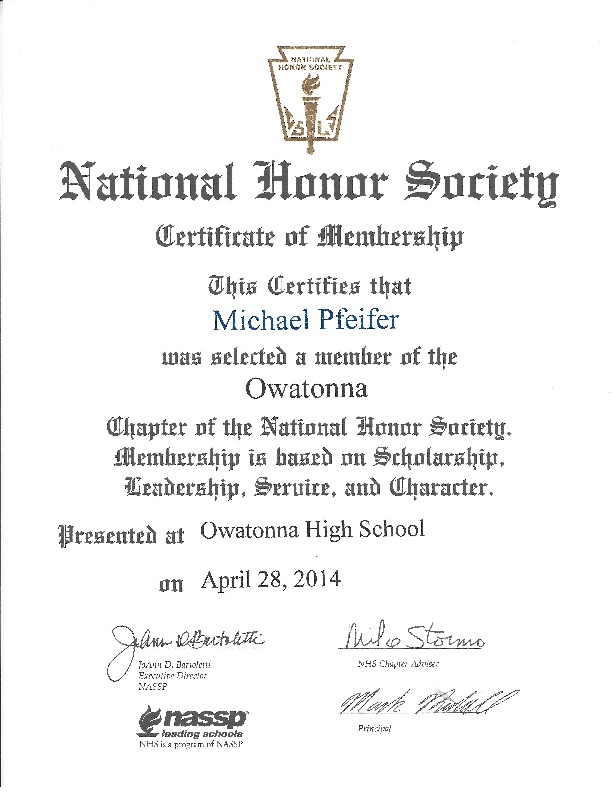 NATIONAL
HONOR SOCIETY
S L
National Honor Society
Certificate of Membership
This Certifies that
Michael Pfeifer
was selected a member of the
Owatonna
Chapter of the National Honor Society.
Membership is based on Scholarship,
Leadership, Service, and Character.
Presented at Owatonna High School
on April 28, 2014
JoAnn D. Bartoletti
JoAnn D. Bartoletti
Executive Director
NASSP
nassp
leading schools
NHS is a program of NASSP
Stormo
NHS Chapter Adviser
Mark
Principal